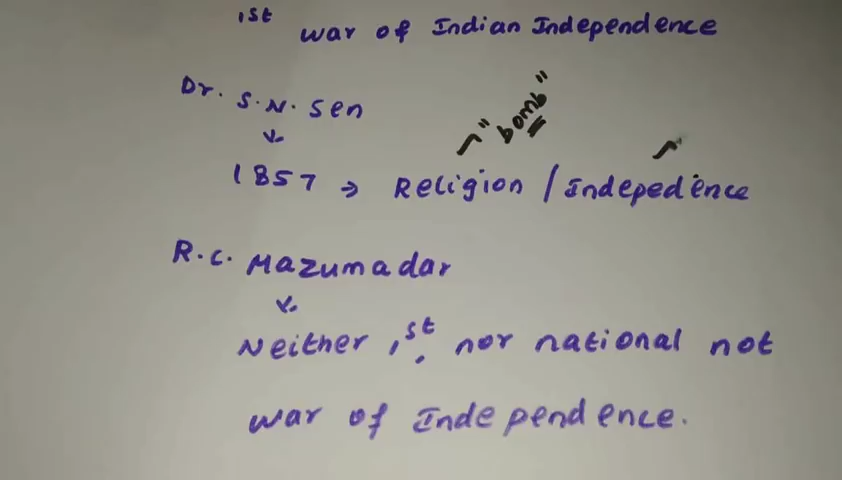 1st war of Indian Independence
Dr. S.N. Sen
"bomb"
1857 → Religion / Indepedence
R.C. Mazumadar
Neither 1st, nor national not
war of Independence.